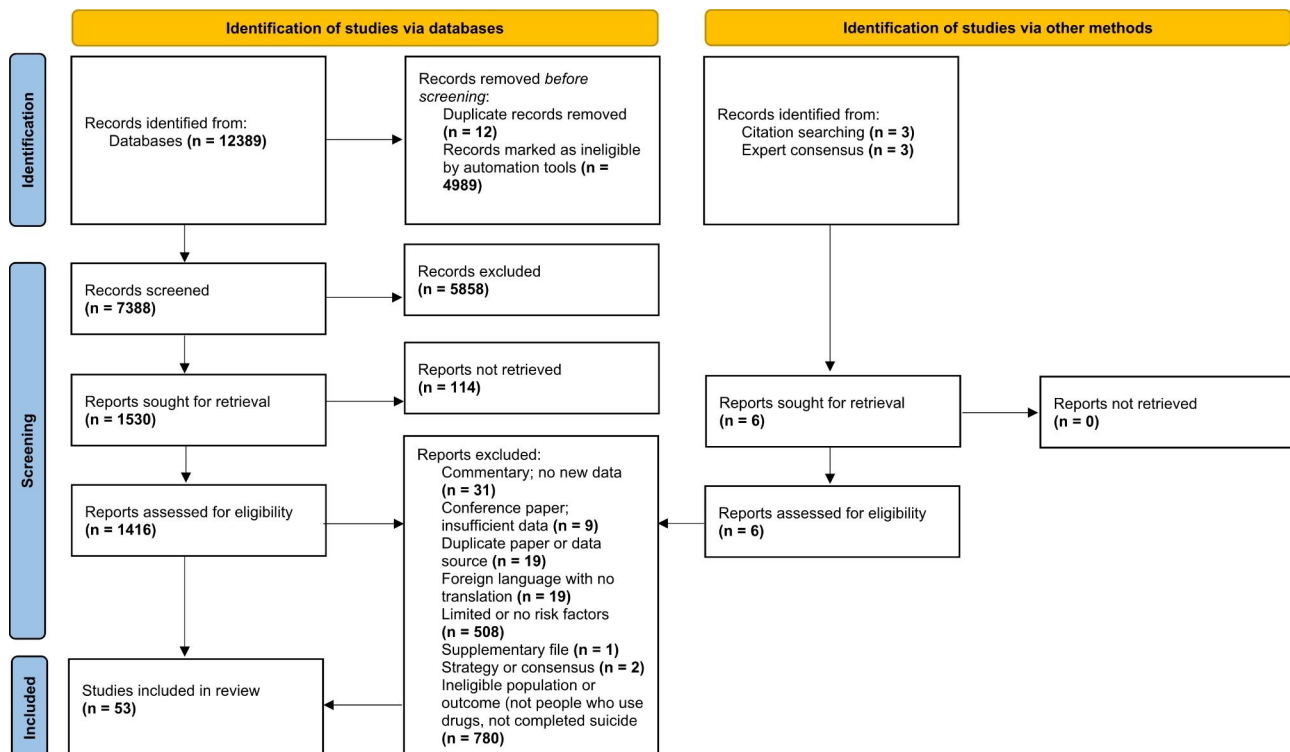 Identification of studies via databases
Identification of studies via other methods
Identification
Records identified from:
Databases (n = 12389)
Records removed before
screening:
Duplicate records removed
(n = 12)
Records marked as ineligible
by automation tools (n =
4989)
Records identified from:
Citation searching (n = 3)
Expert consensus (n = 3)
Screening
Records screened
(n = 7388)
Records excluded
(n = 5858)
Reports sought for retrieval
(n = 1530)
Reports not retrieved
(n = 114)
Reports sought for retrieval
(n = 6)
Reports not retrieved
(n = 0)
Reports assessed for eligibility
(n = 1416)
Reports excluded:
Commentary; no new data
(n = 31)
Conference paper;
insufficient data (n = 9)
Duplicate paper or data
source (n = 19)
Foreign language with no
translation (n = 19)
Limited or no risk factors
(n = 508)
Supplementary file (n = 1)
Strategy or consensus (n = 2)
Ineligible population or
outcome (not people who use
drugs, not completed suicide
(n = 780)
Reports assessed for eligibility
(n = 6)
Included
Studies included in review
(n = 53)